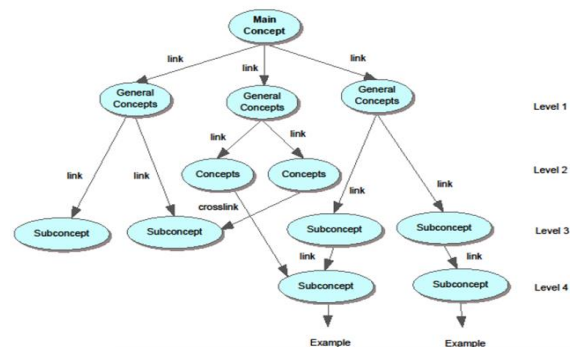 Main
Concept
link
link
link
General
Concepts
General
Concepts
General
Concepts
Level 1
link
link
Concepts
Concepts
Level 2
link
link
link
link
crosslink
Subconcept
Subconcept
Subconcept
Subconcept
Level 3
link
link
Subconcept
Subconcept
Level 4
Example
Example